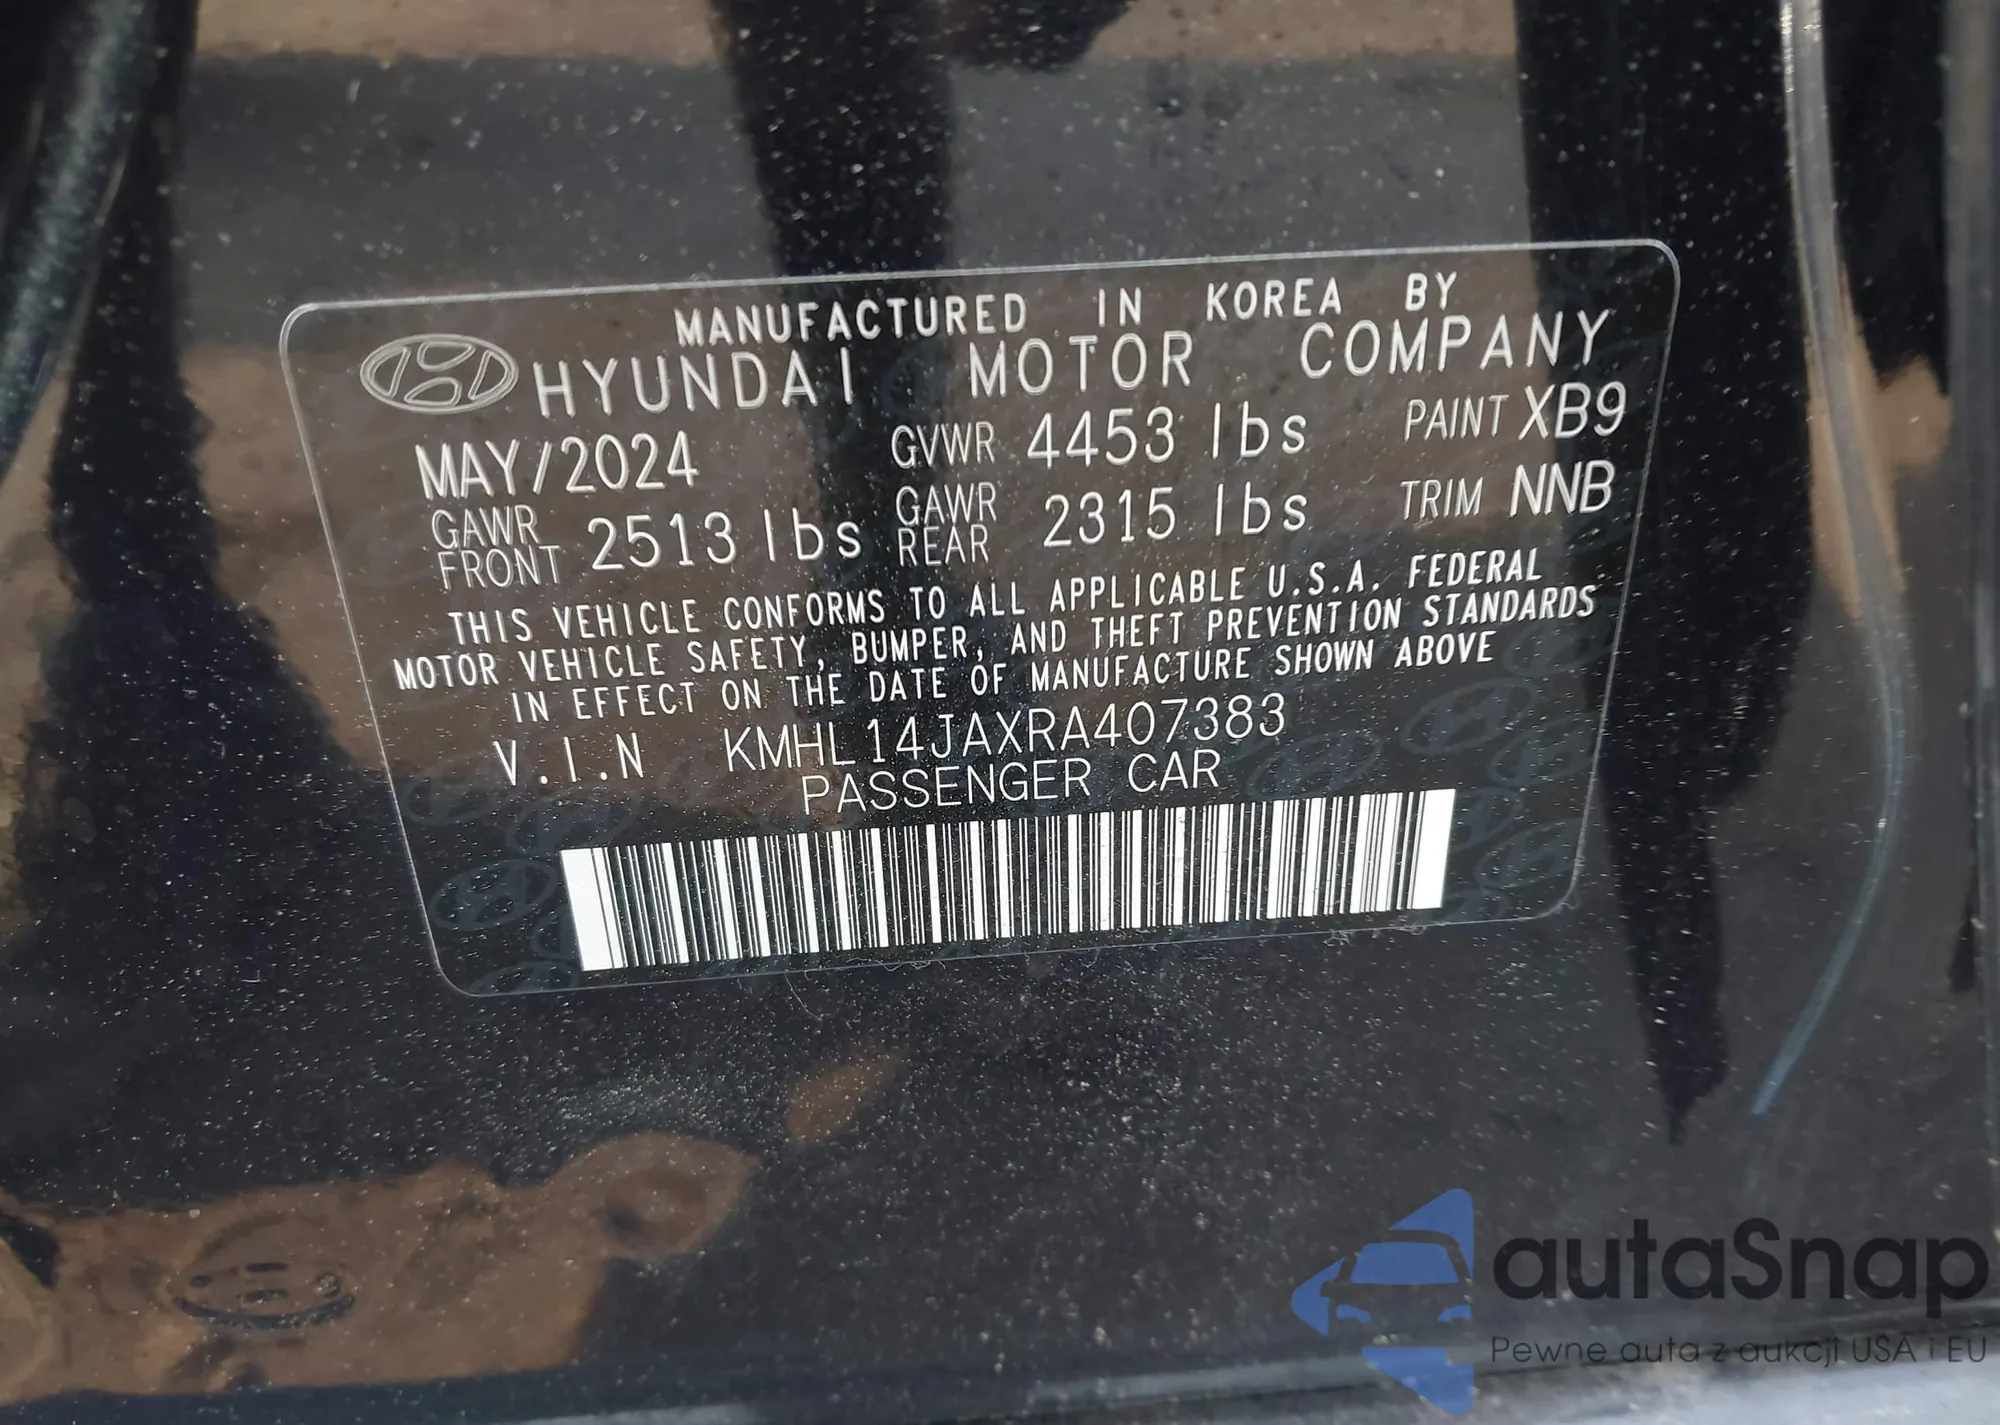 MANUFACTURED IN KOREA BY
HYUNDAI MOTOR COMPANY
MAY/2024 GVWR 4453 lbs PAINT XB9
GAWR FRONT 2513 lbs GAWR REAR 2315 lbs TRIM NNB
THIS VEHICLE CONFORMS TO ALL APPLICABLE U.S.A. FEDERAL
MOTOR VEHICLE SAFETY, BUMPER, AND THEFT PREVENTION STANDARDS
IN EFFECT ON THE DATE OF MANUFACTURE SHOWN ABOVE
V.I.N KMHL14JAXRA407383
PASSENGER CAR
autaSnap
Pewne auta z aukcji USA i EU